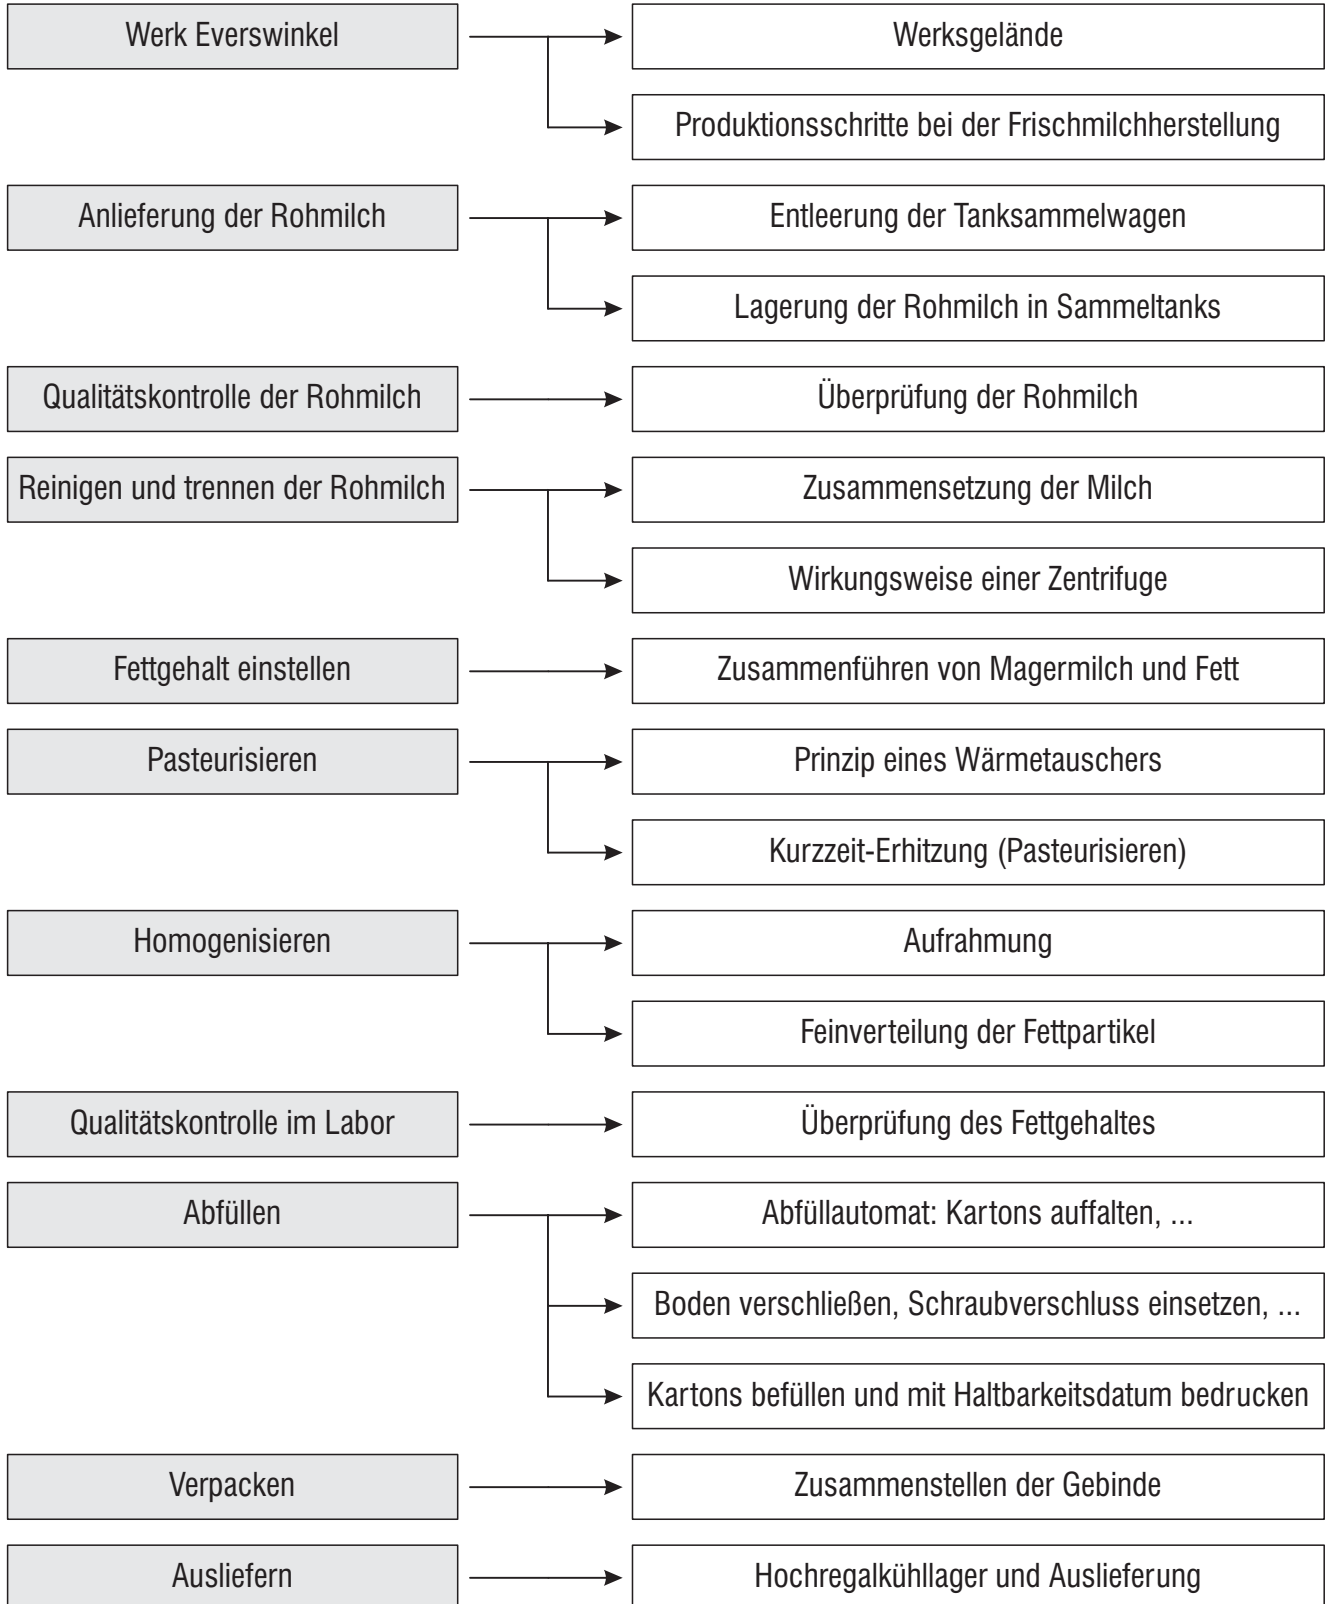 Werk Everswinkel
Werksgelände
Produktionsschritte bei der Frischmilchherstellung
Anlieferung der Rohmilch
Entleerung der Tanksammelwagen
Lagerung der Rohmilch in Sammeltanks
Qualitätskontrolle der Rohmilch
Überprüfung der Rohmilch
Reinigen und trennen der Rohmilch
Zusammensetzung der Milch
Wirkungsweise einer Zentrifuge
Fettgehalt einstellen
Zusammenführen von Magermilch und Fett
Pasteurisieren
Prinzip eines Wärmetauschers
Kurzzeit-Erhitzung (Pasteurisieren)
Homogenisieren
Aufrahmung
Feinverteilung der Fettpartikel
Qualitätskontrolle im Labor
Überprüfung des Fettgehaltes
Abfüllen
Abfüllautomat: Kartons auffalten, ...
Boden verschließen, Schraubverschluss einsetzen, ...
Kartons befüllen und mit Haltbarkeitsdatum bedrucken
Verpacken
Zusammenstellen der Gebinde
Ausliefern
Hochregalkühllager und Auslieferung